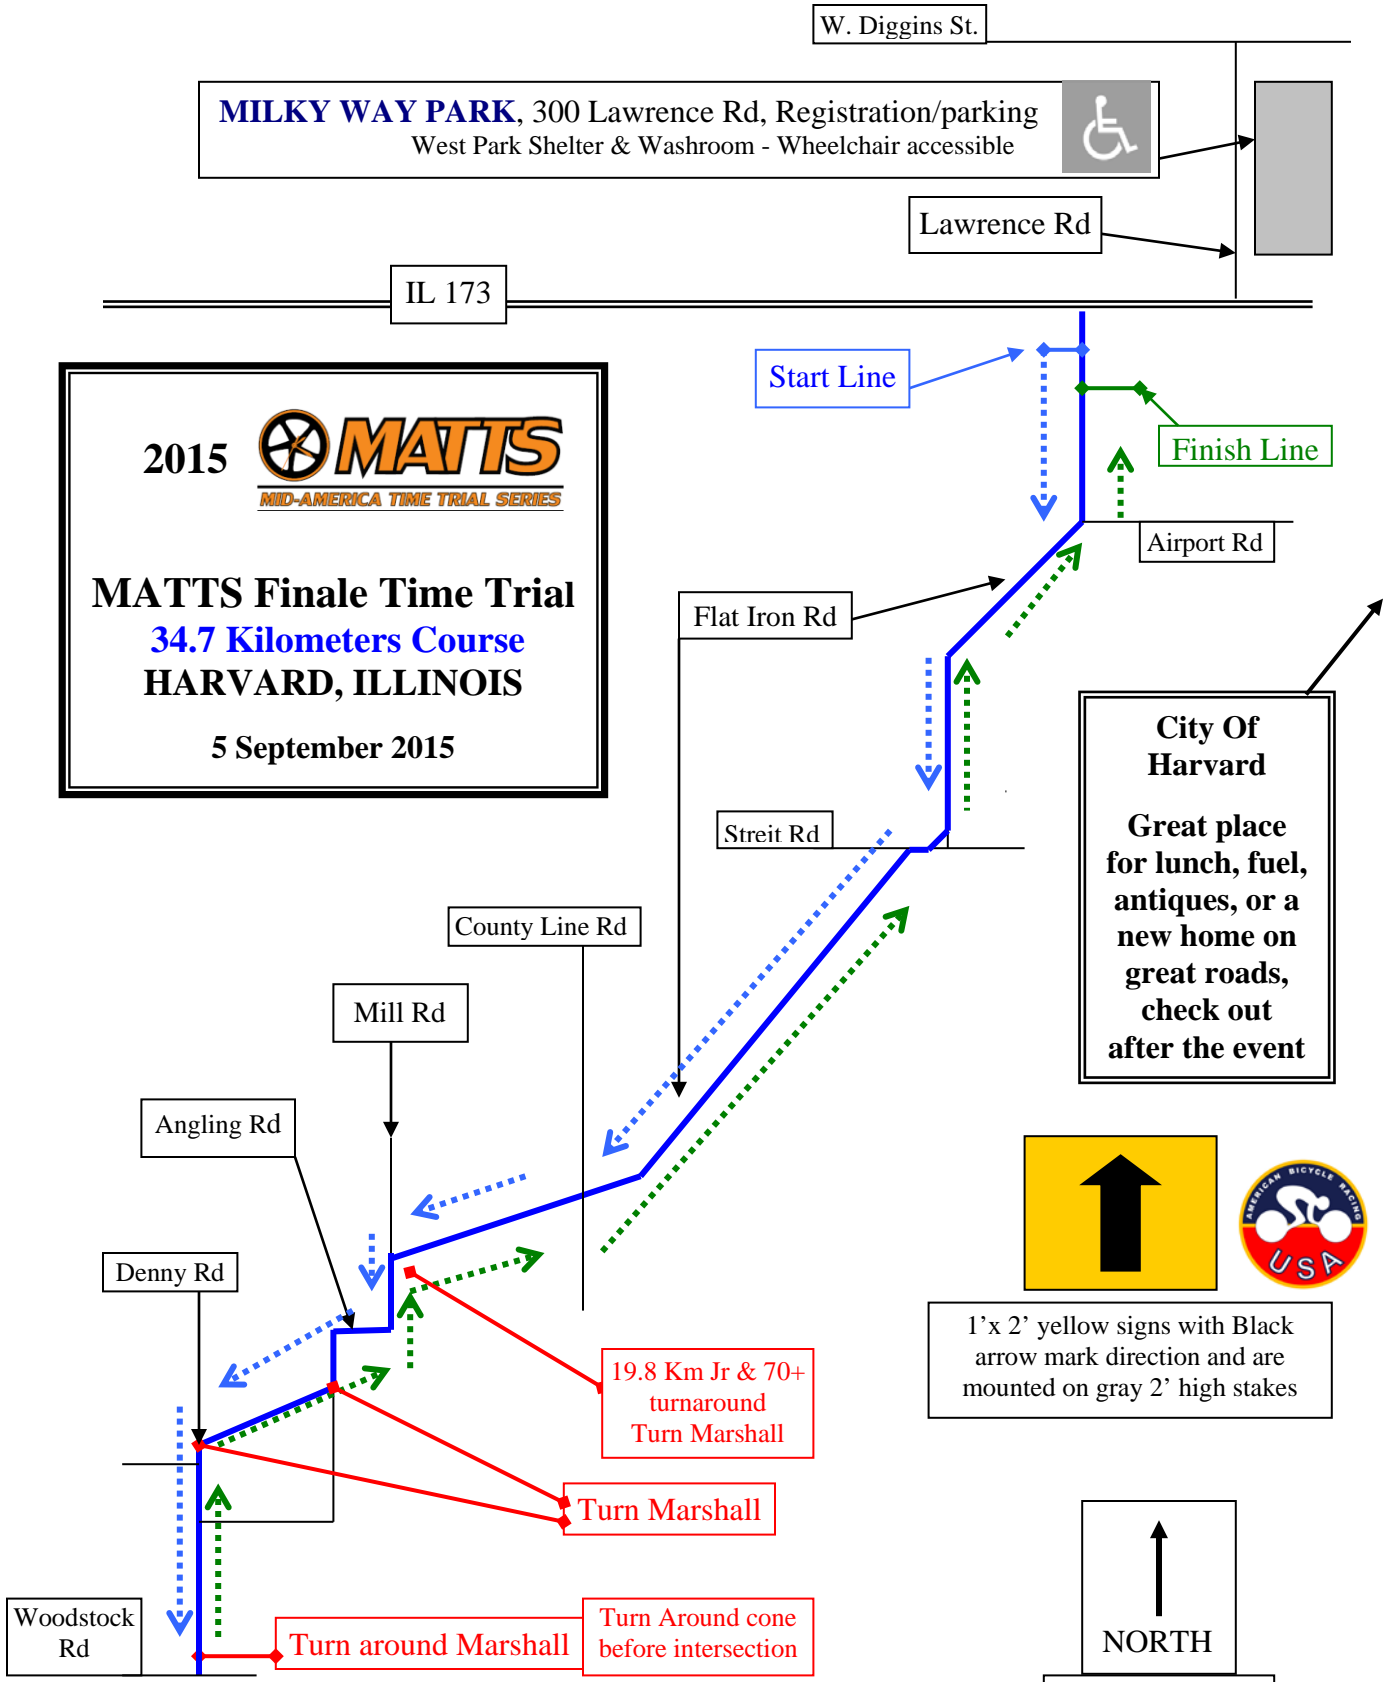 W. Diggins St.
MILKY WAY PARK, 300 Lawrence Rd, Registration/parking
West Park Shelter & Washroom - Wheelchair accessible
Lawrence Rd
IL 173
Start Line
Finish Line
2015
MATTS
MID-AMERICA TIME TRIAL SERIES
MATTS Finale Time Trial
34.7 Kilometers Course
HARVARD, ILLINOIS
5 September 2015
Airport Rd
Flat Iron Rd
City Of
Harvard
Great place
for lunch, fuel,
antiques, or a
new home on
great roads,
check out
after the event
Streit Rd
County Line Rd
Mill Rd
Angling Rd
Denny Rd
AMERICAN BICYCLE RACING
USA
1'x 2' yellow signs with Black
arrow mark direction and are
mounted on gray 2' high stakes
19.8 Km Jr & 70+
turnaround
Turn Marshall
Turn Marshall
Woodstock
Rd
Turn around Marshall
Turn Around cone
before intersection
NORTH